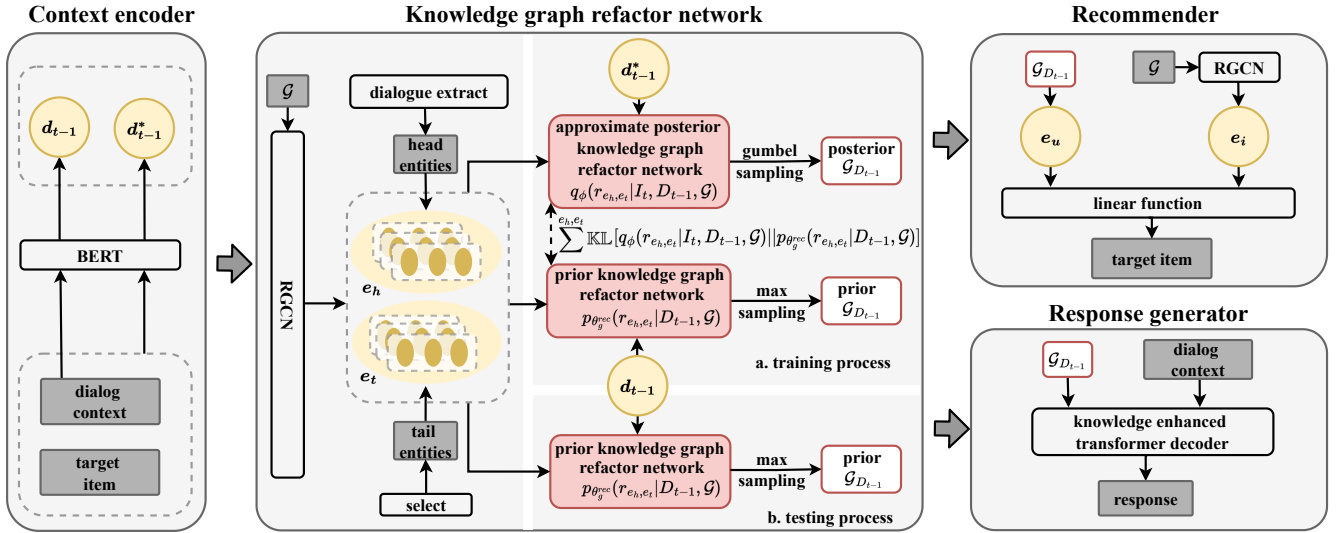 Context encoder
d_{t-1}
d^*_{t-1}
BERT
dialog
context
target
item
Knowledge graph refactor network
𝒢
RGCN
dialogue extract
head
entities
e_h
e_t
tail
entities
select
d^*_{t-1}
approximate posterior
knowledge graph
refactor network
q_ϕ(r_{e_h,e_t}|I_t, D_{t-1}, 𝒢)
gumbel
sampling
posterior
𝒢_{D_{t-1}}
∑^{e_h,e_t} 𝕂𝕃[q_ϕ(r_{e_h,e_t}|I_t, D_{t-1}, 𝒢)||p_{θ_g^{rec}}(r_{e_h,e_t}|D_{t-1}, 𝒢)]
prior knowledge graph
refactor network
p_{θ_g^{rec}}(r_{e_h,e_t}|D_{t-1}, 𝒢)
max
sampling
prior
𝒢_{D_{t-1}}
a. training process
d_{t-1}
prior knowledge graph
refactor network
p_{θ_g^{rec}}(r_{e_h,e_t}|D_{t-1}, 𝒢)
max
sampling
prior
𝒢_{D_{t-1}}
b. testing process
Recommender
𝒢_{D_{t-1}}
𝒢
RGCN
e_u
e_i
linear function
target item
Response generator
𝒢_{D_{t-1}}
dialog
context
knowledge enhanced
transformer decoder
response